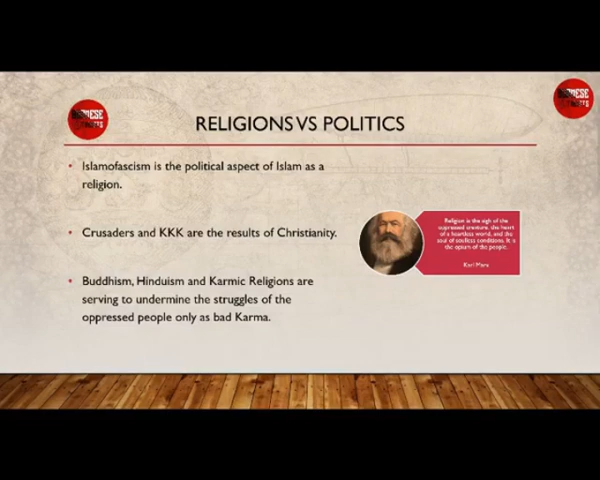 RELIGIONS VS POLITICS
• Islamofascism is the political aspect of Islam as a
religion.
• Crusaders and KKK are the results of Christianity.
• Buddhism, Hinduism and Karmic Religions are
serving to undermine the struggles of the
oppressed people only as bad Karma.
Religion is the sigh of the
oppressed creature, the heart
of a heartless world, and the
soul of soulless conditions. It is
the opium of the people.
Karl Marx